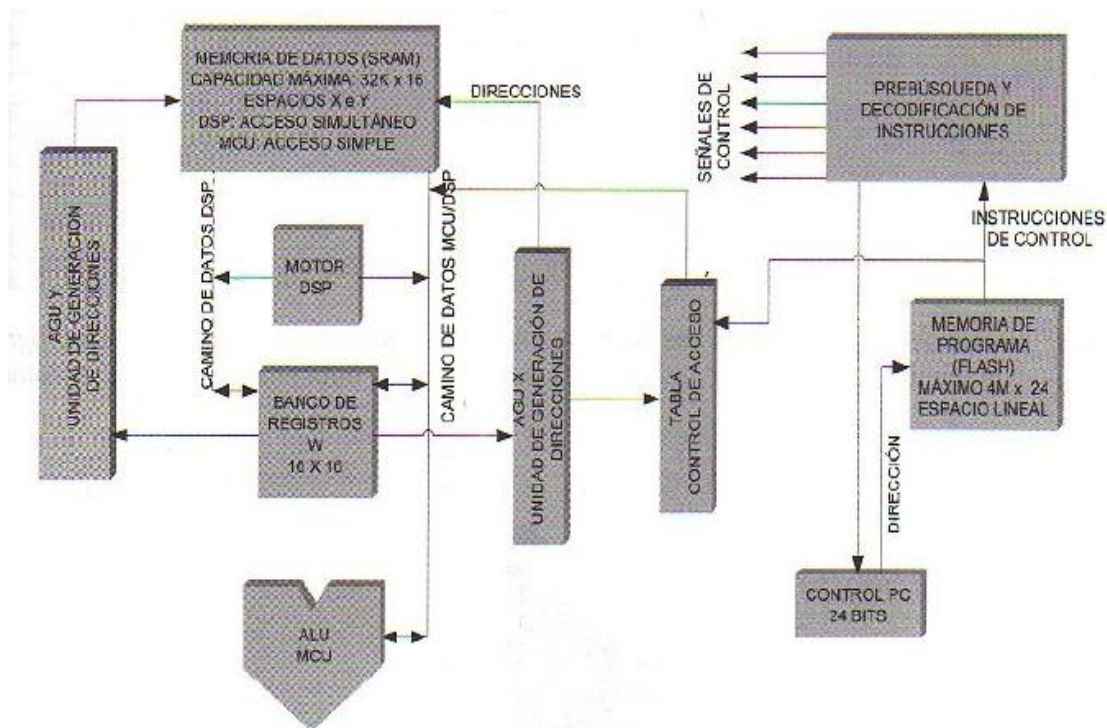 MEMORIA DE DATOS (SRAM)
CAPACIDAD MÁXIMA: 32K x 16
ESPACIOS X e Y
DSP: ACCESO SIMULTÁNEO
MCU: ACCESO SIMPLE
DIRECCIONES
SEÑALES DE
CONTROL
PREBÚSQUEDA Y
DECODIFICACIÓN DE
INSTRUCCIONES
AGU Y
UNIDAD DE GENERACION
DE DIRECCIONES
CAMINO DE DATOS DSP
MOTOR
DSP
CAMINO DE DATOS MCU/DSP
INSTRUCCIONES
DE CONTROL
BANCO DE
REGISTROS
W
16 X 16
AGU X
UNIDAD DE GENERACIÓN DE
DIRECCIONES
TABLA
CONTROL DE ACCESO
MEMORIA DE
PROGRAMA
(FLASH)
MÁXIMO 4M x 24
ESPACIO LINEAL
DIRECCIÓN
CONTROL PC
24 BITS
ALU
MCU